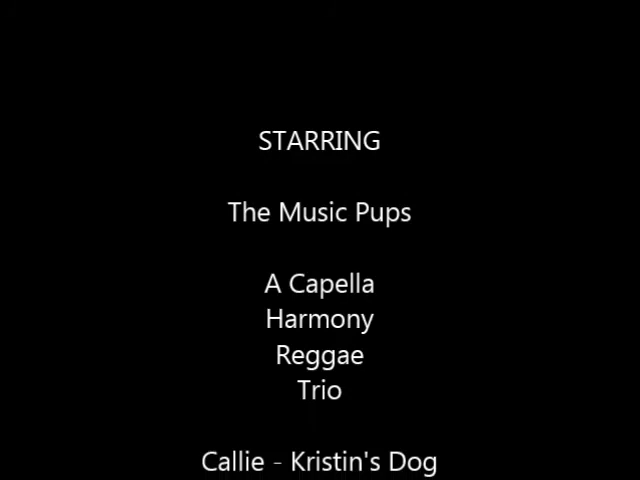 STARRING
The Music Pups
A Capella
Harmony
Reggae
Trio
Callie - Kristin's Dog